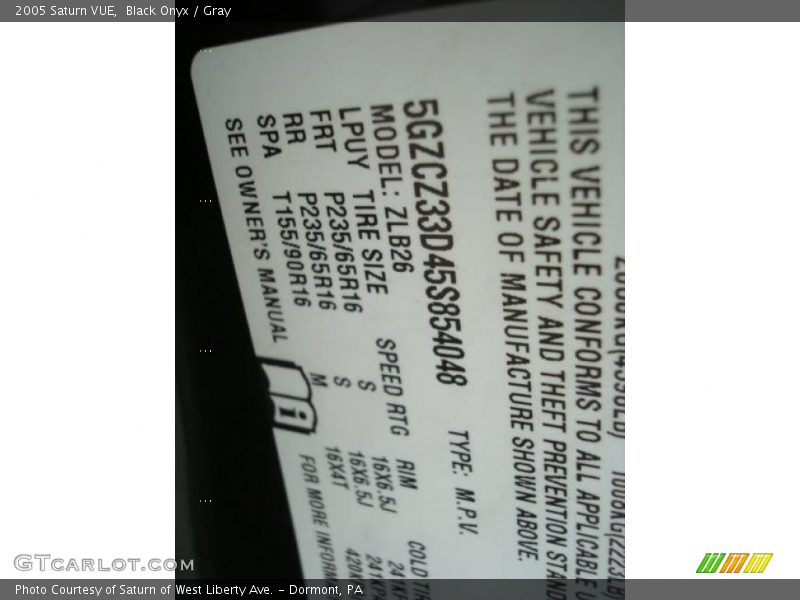 2005 Saturn VUE, Black Onyx / Gray
THIS VEHICLE CONFORMS TO ALL APPLICABLE
VEHICLE SAFETY AND THEFT PREVENTION
THE DATE OF MANUFACTURE SHOWN ABOVE.
5GZCZ33D45S854048 TYPE: M.P.V.
MODEL: ZLB26
LPUY TIRE SIZE SPEED RTG RIM COLD
FRT P235/65R16 S 16X6.5J
RR P235/65R16 S 16X6.5J
SPA T155/90R16 M 16X4T
SEE OWNER'S MANUAL i FOR MORE
GTCARLOT.COM
Photo Courtesy of Saturn of West Liberty Ave. - Dormont, PA